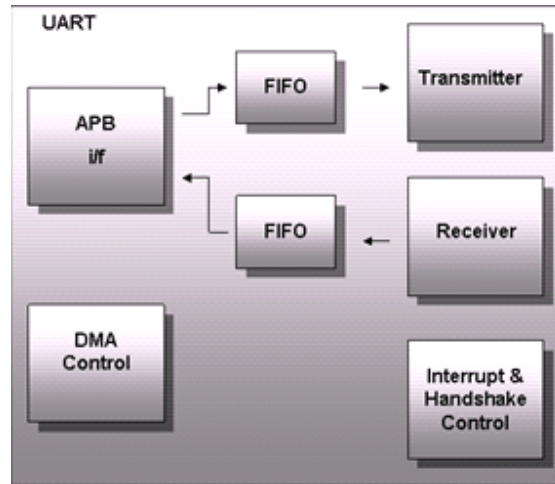 UART
FIFO
Transmitter
APB
i/f
FIFO
Receiver
DMA
Control
Interrupt &
Handshake
Control